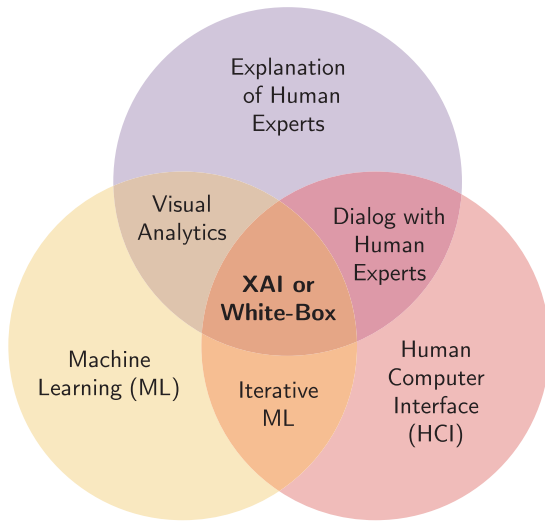 Explanation
of Human
Experts
Visual
Analytics
Dialog with
Human
Experts
XAI or
White-Box
Machine
Learning (ML)
Iterative
ML
Human
Computer
Interface
(HCI)